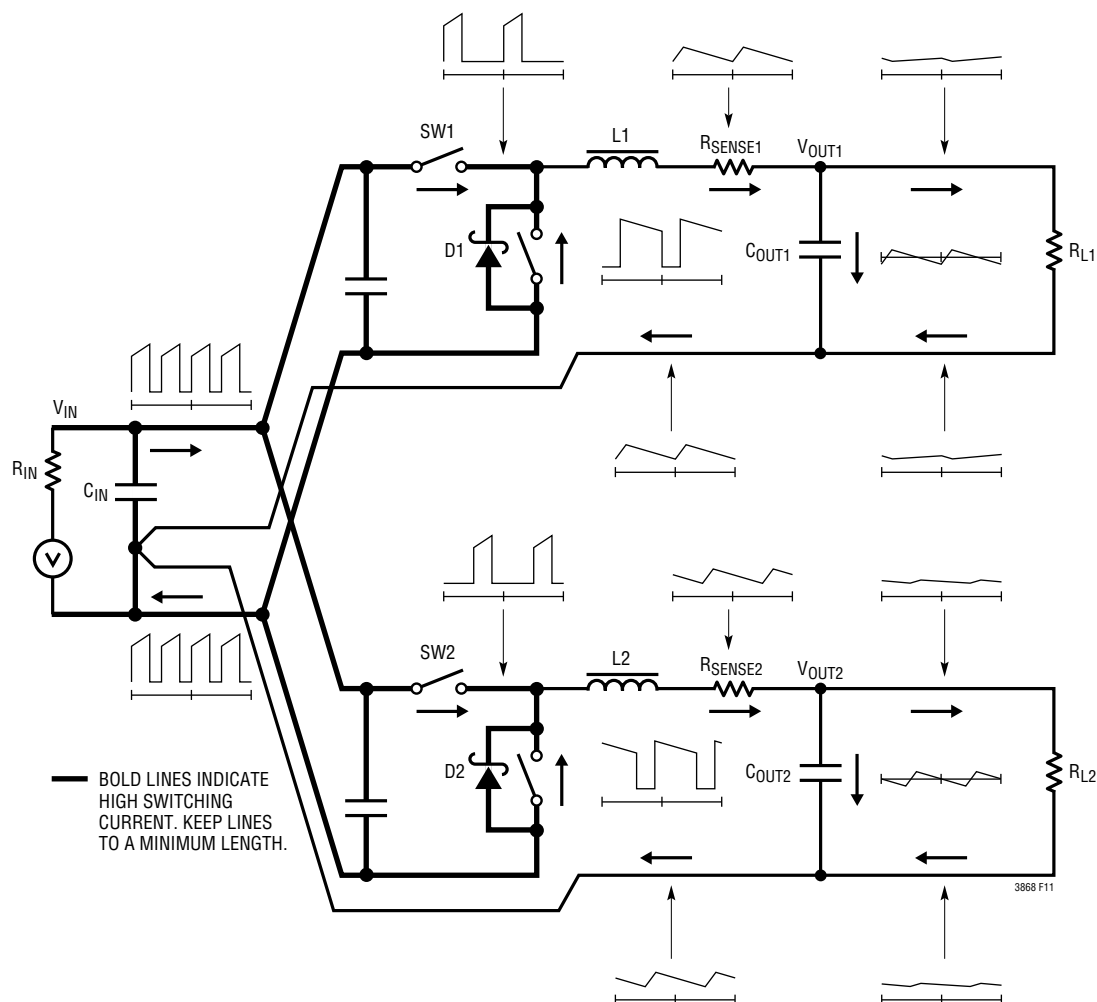 SW1
L1
RSENSE1
VOUT1
D1
COUT1
RL1
VIN
RIN
CIN
V
SW2
L2
RSENSE2
VOUT2
D2
COUT2
RL2
BOLD LINES INDICATE
HIGH SWITCHING
CURRENT. KEEP LINES
TO A MINIMUM LENGTH.
3868 F11